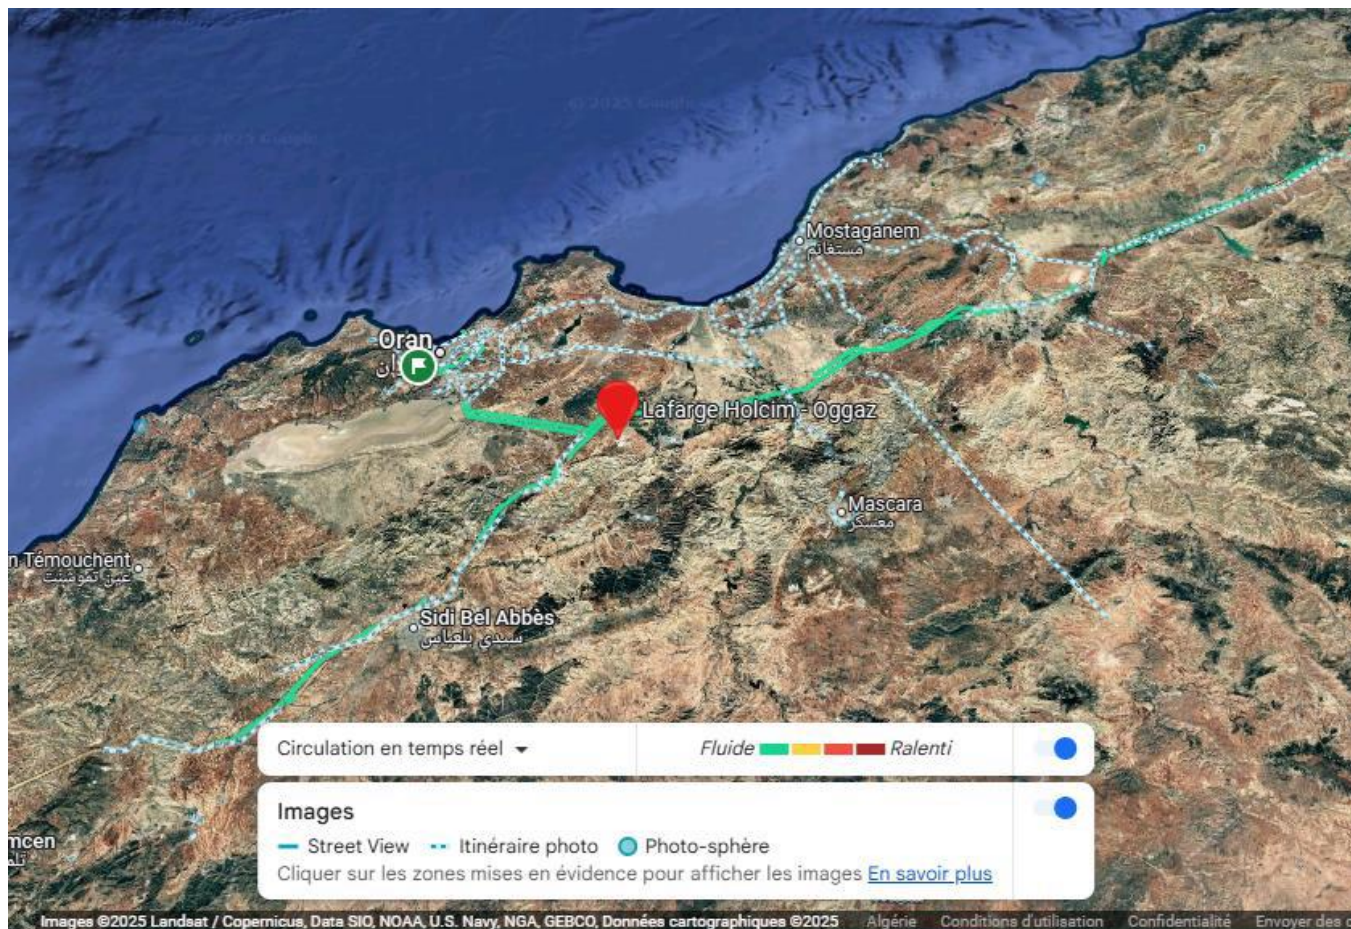 Mostaganem
مستغانم
Oran
Lafarge Holcim - Oggaz
Mascara
معسكر
n Témouchent
عين تموشنت
Sidi Bel Abbès
سيدي بلعباس
Circulation en temps réel
Fluide
Ralenti
Images
Street View
Itinéraire photo
Photo-sphère
Cliquer sur les zones mises en évidence pour afficher les images En savoir plus
mcen
تلم
Images ©2025 Landsat / Copernicus, Data SIO, NOAA, U.S. Navy, NGA, GEBCO, Données cartographiques ©2025 Algérie Conditions d'utilisation Confidentialité Envoyer des c